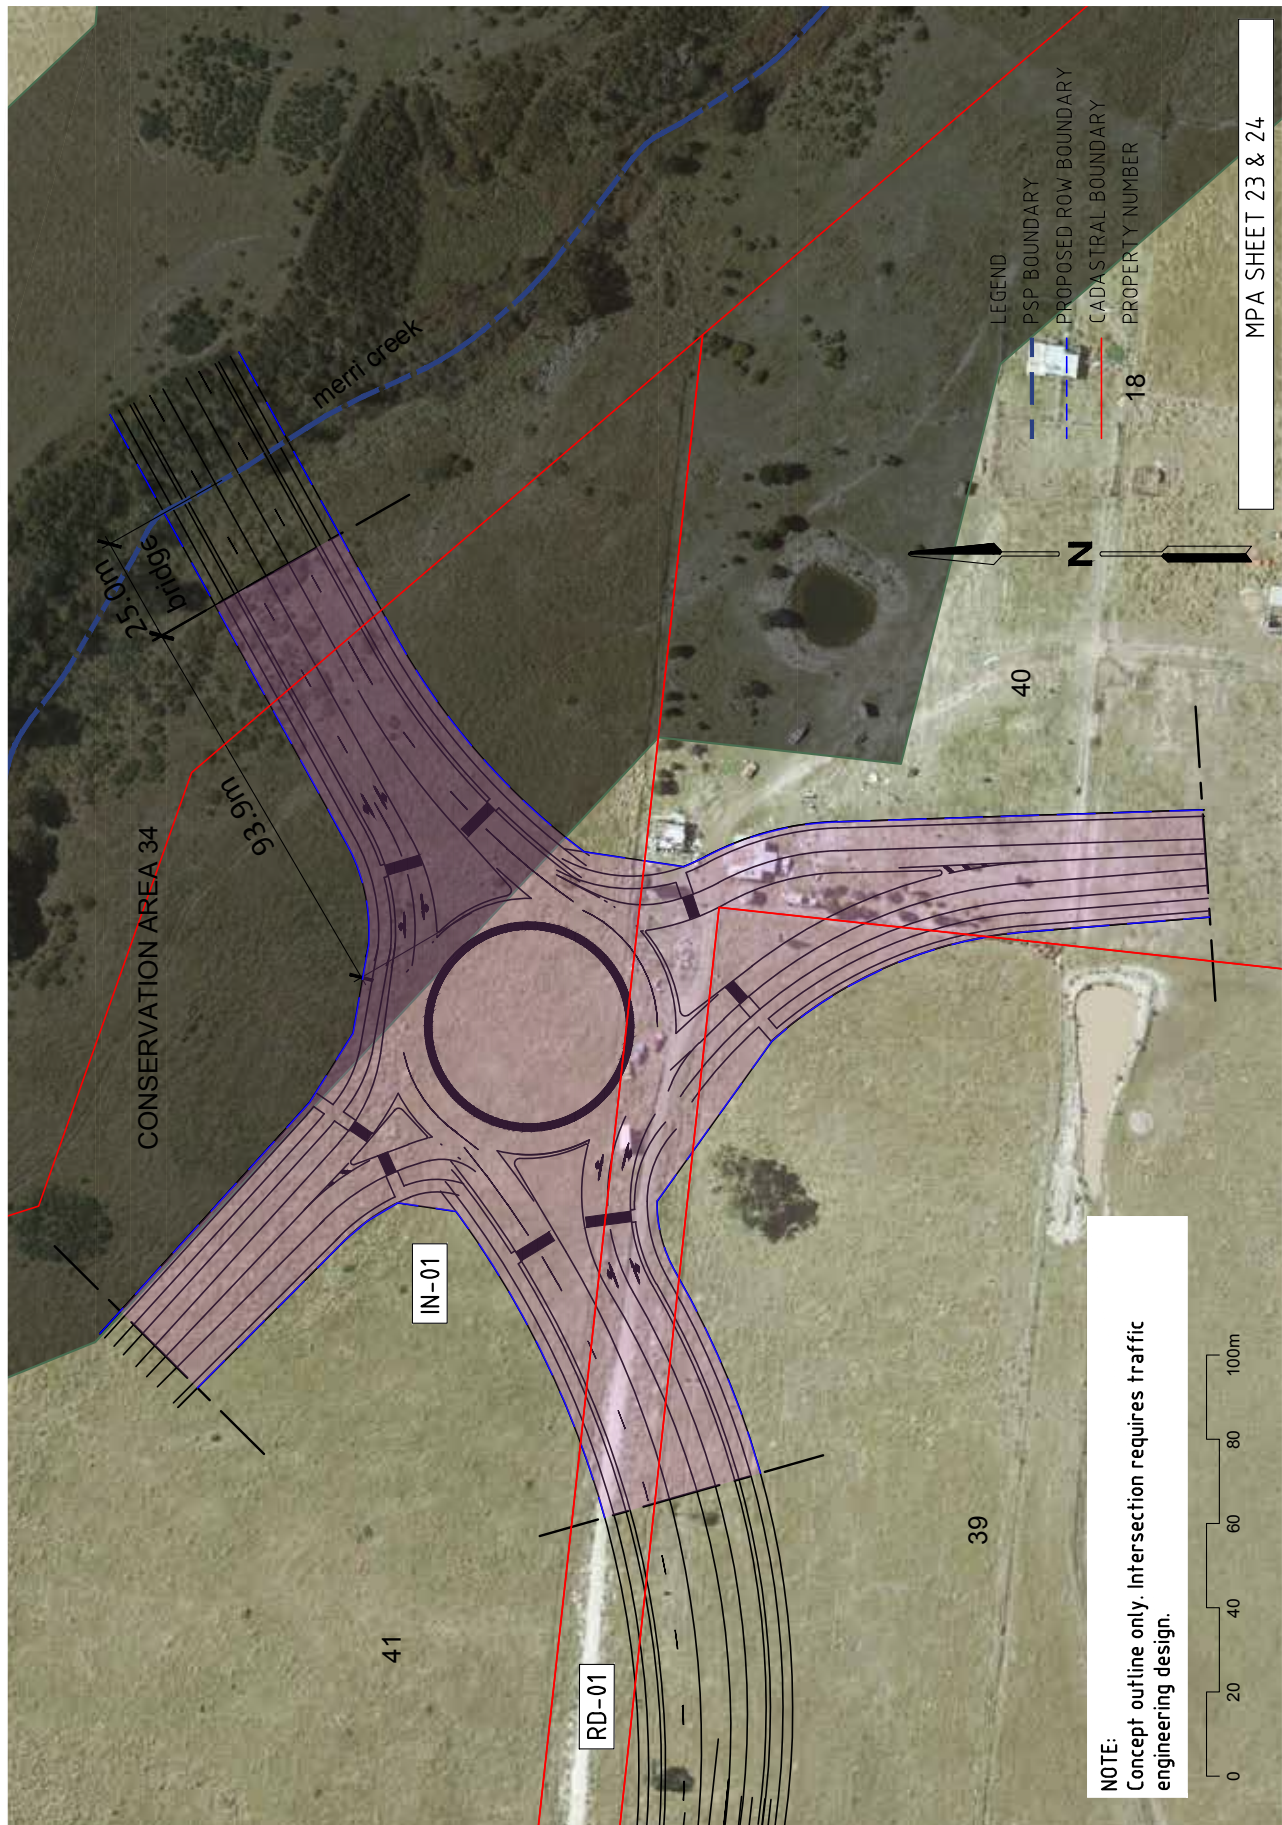 merri creek
25.0m
bridge
93.9m
CONSERVATION AREA 34
IN-01
RD-01
41
39
40
LEGEND
PSP BOUNDARY
PROPOSED ROW BOUNDARY
CADASTRAL BOUNDARY
18 PROPERTY NUMBER
N
MPA SHEET 23 & 24
NOTE:
Concept outline only. Intersection requires traffic
engineering design.
0 20 40 60 80 100m